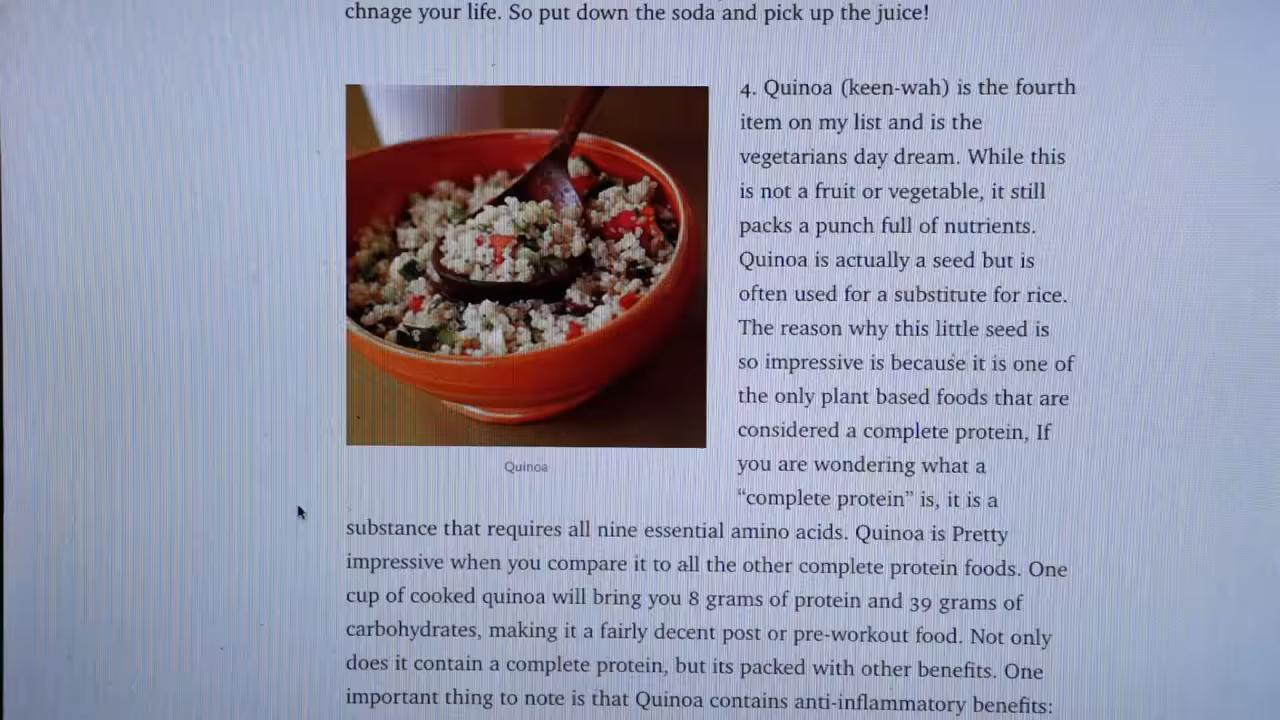 chnage your life. So put down the soda and pick up the juice!
4. Quinoa (keen-wah) is the fourth
item on my list and is the
vegetarians day dream. While this
is not a fruit or vegetable, it still
packs a punch full of nutrients.
Quinoa is actually a seed but is
often used for a substitute for rice.
The reason why this little seed is
so impressive is because it is one of
the only plant based foods that are
considered a complete protein, If
you are wondering what a
“complete protein” is, it is a
substance that requires all nine essential amino acids. Quinoa is Pretty
impressive when you compare it to all the other complete protein foods. One
cup of cooked quinoa will bring you 8 grams of protein and 39 grams of
carbohydrates, making it a fairly decent post or pre-workout food. Not only
does it contain a complete protein, but its packed with other benefits. One
important thing to note is that Quinoa contains anti-inflammatory benefits:
Quinoa